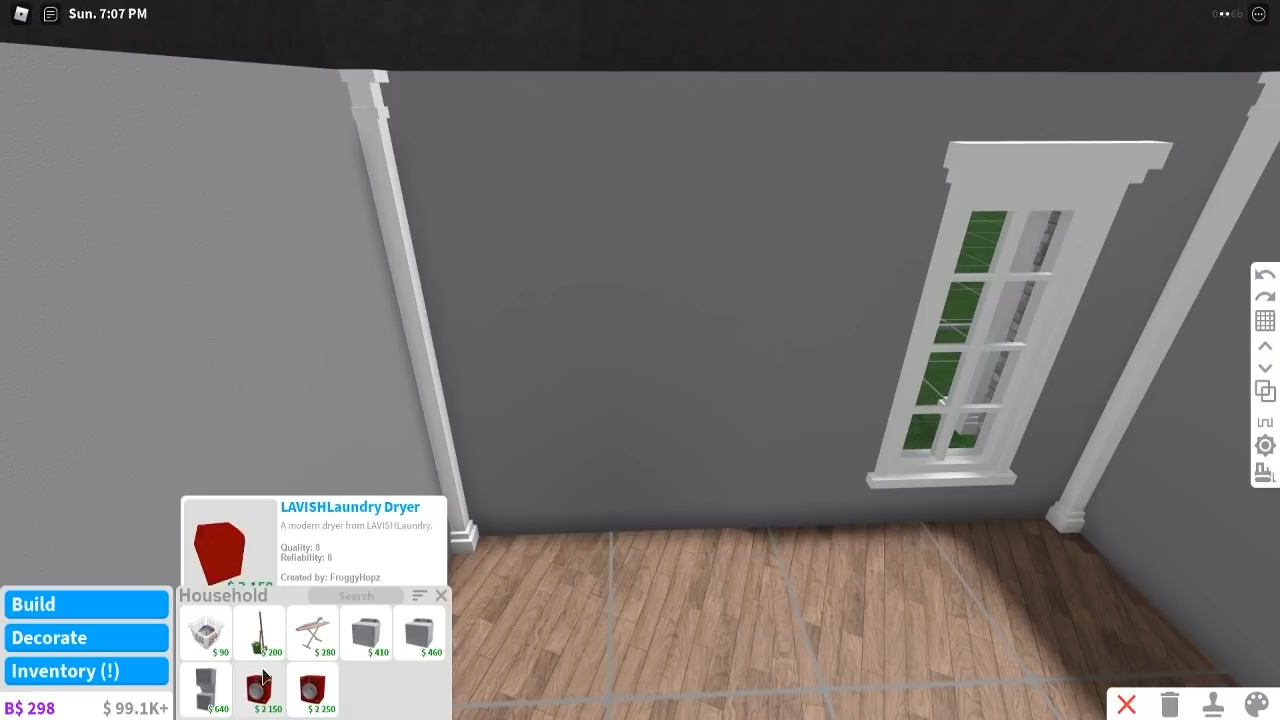 Sun. 7:07 PM
LAVISHLaundry Dryer
A modern dryer from LAVISHLaundry.
Quality: 8
Reliability: 8
Created by: FroggyHopz
Household
Search
$ 90
$ 200
$ 280
$ 410
$ 460
$ 640
$ 2 150
$ 2 250
Build
Decorate
Inventory (!)
B$ 298
$ 99.1K+